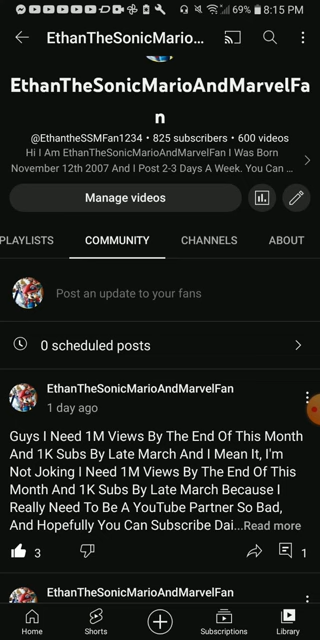 69% 8:15 PM
EthanTheSonicMario...
EthanTheSonicMarioAndMarvelFa
n
@EthantheSSMFan1234 • 825 subscribers • 600 videos
Hi I Am EthanTheSonicMarioAndMarvelFan I Was Born
November 12th 2007 And I Post 2-3 Days A Week. You Can ...
Manage videos
PLAYLISTS COMMUNITY CHANNELS ABOUT
Post an update to your fans
0 scheduled posts
EthanTheSonicMarioAndMarvelFan
1 day ago
Guys I Need 1M Views By The End Of This Month
And 1K Subs By Late March And I Mean It, I'm
Not Joking I Need 1M Views By The End Of This
Month And 1K Subs By Late March Because I
Really Need To Be A YouTube Partner So Bad,
And Hopefully You Can Subscribe Dai...Read more
3 1
EthanTheSonicMarioAndMarvelFan
Home Shorts Subscriptions Library